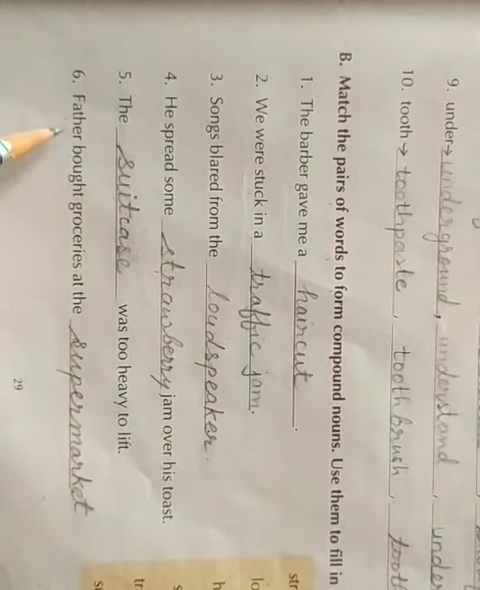 9. under→ underground, understand, under
10. tooth→ toothpaste, toothbrush, toot
B. Match the pairs of words to form compound nouns. Use them to fill in
1. The barber gave me a haircut.
2. We were stuck in a traffic jam.
3. Songs blared from the loudspeaker.
4. He spread some strawberry jam over his toast.
5. The suitcase was too heavy to lift.
6. Father bought groceries at the supermarket
str
lo
h
s
tr
29